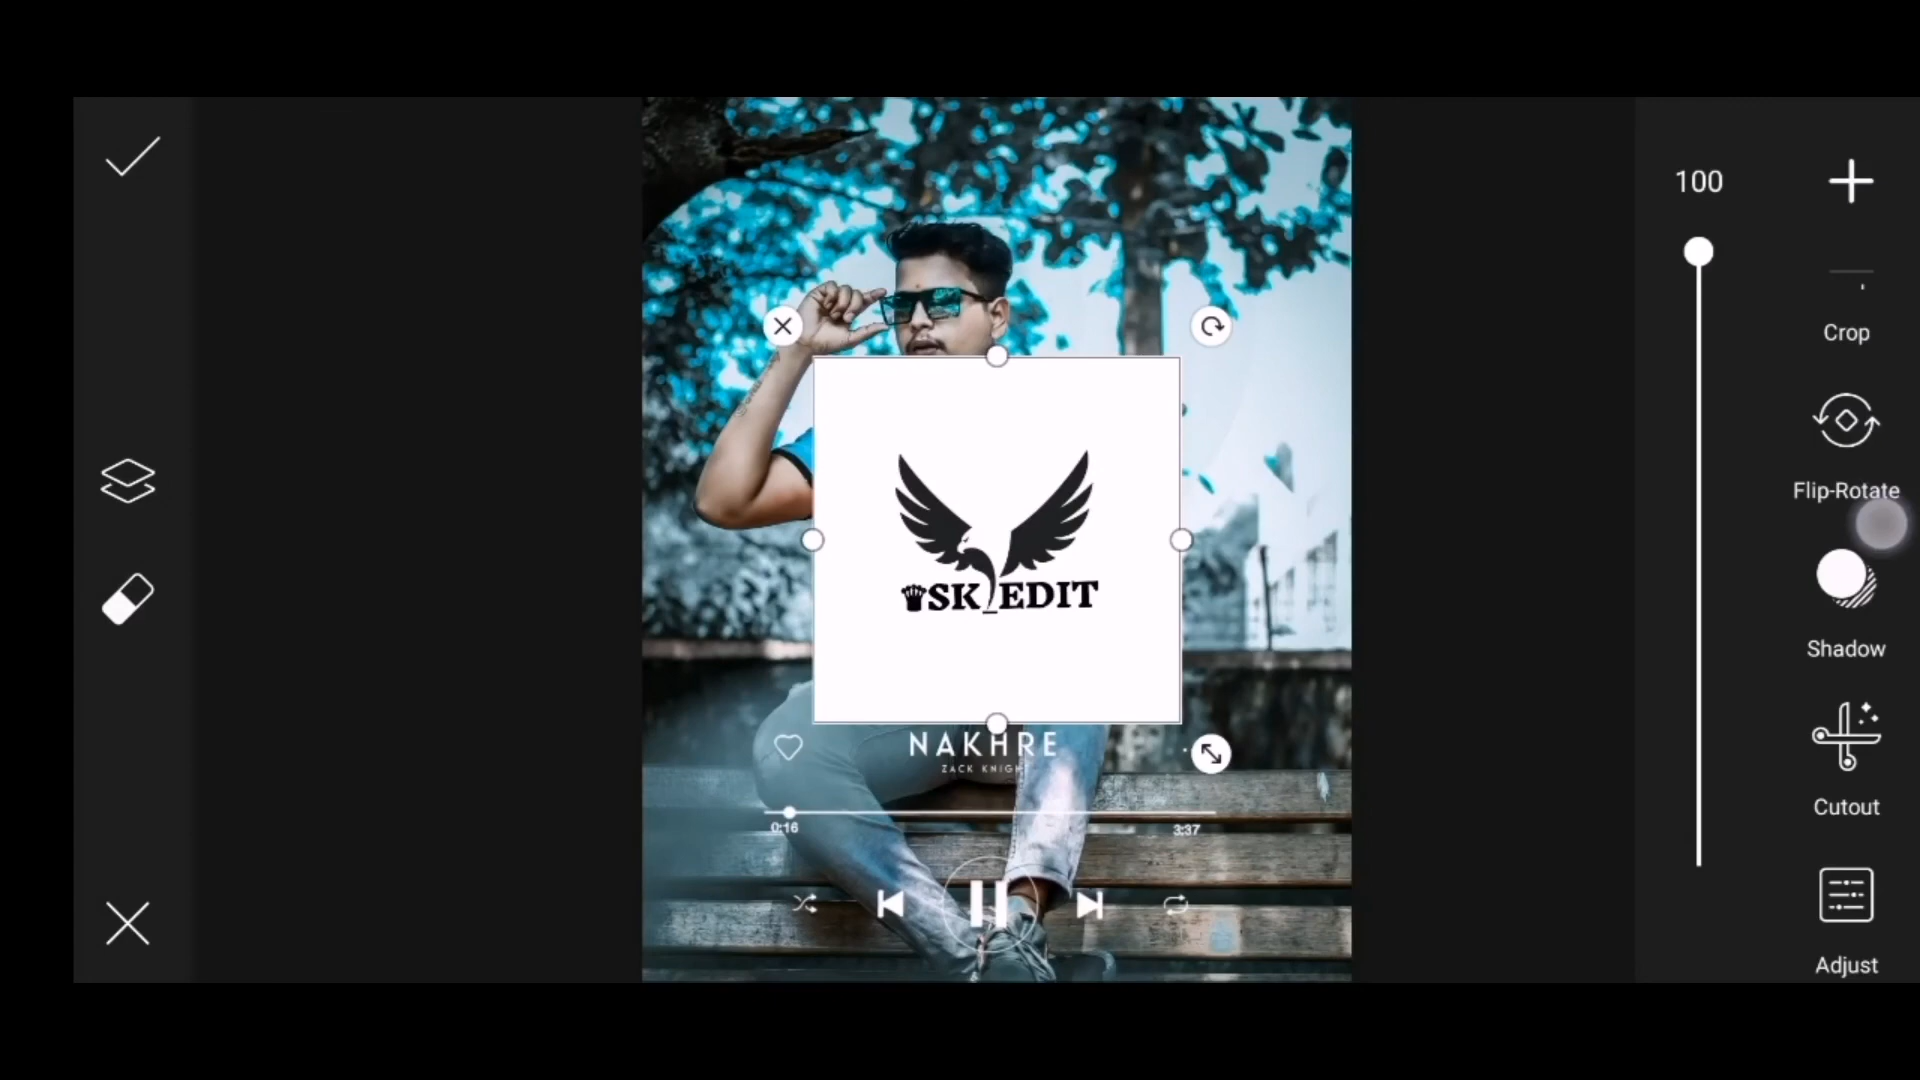 100
Crop
Flip-Rotate
SK_EDIT
Shadow
NAKHRE
ZACK KNIGHT
Cutout
0:16
3:37
Adjust